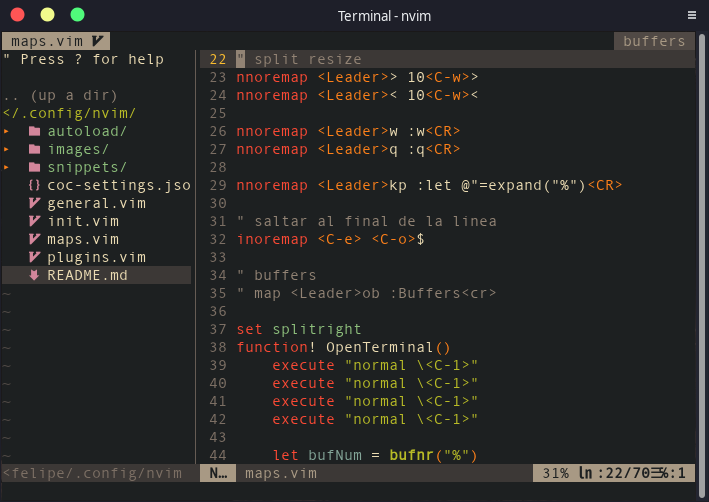 Terminal - nvim
maps.vim
buffers
" Press ? for help
.. (up a dir)
</.config/nvim/
▸ autoload/
▸ images/
▸ snippets/
{} coc-settings.jso
general.vim
init.vim
maps.vim
plugins.vim
README.md
~
~
~
~
~
~
~
~
~
~
<felipe/.config/nvim
22 " split resize
23 nnoremap <Leader>> 10<C-w>>
24 nnoremap <Leader>< 10<C-w><
25
26 nnoremap <Leader>w :w<CR>
27 nnoremap <Leader>q :q<CR>
28
29 nnoremap <Leader>kp :let @"=expand("%")<CR>
30
31 " saltar al final de la linea
32 inoremap <C-e> <C-o>$
33
34 " buffers
35 " map <Leader>ob :Buffers<cr>
36
37 set splitright
38 function! OpenTerminal()
39 execute "normal \<C-1>"
40 execute "normal \<C-1>"
41 execute "normal \<C-1>"
42 execute "normal \<C-1>"
43
44 let bufNum = bufnr("%")
N... maps.vim 31% ln :22/70☰%:1